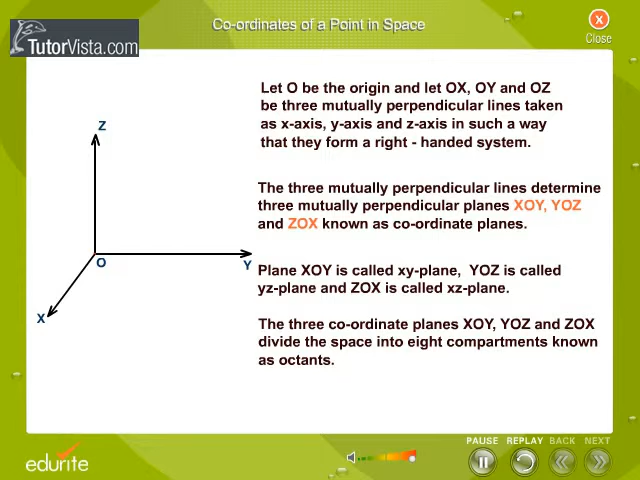 Co-ordinates of a Point in Space
X
Close
TutorVista.com
Let O be the origin and let OX, OY and OZ
be three mutually perpendicular lines taken
as x-axis, y-axis and z-axis in such a way
that they form a right - handed system.
Z
The three mutually perpendicular lines determine
three mutually perpendicular planes XOY, YOZ
and ZOX known as co-ordinate planes.
O
Y
X
Plane XOY is called xy-plane, YOZ is called
yz-plane and ZOX is called xz-plane.
The three co-ordinate planes XOY, YOZ and ZOX
divide the space into eight compartments known
as octants.
PAUSE REPLAY BACK NEXT
edurite